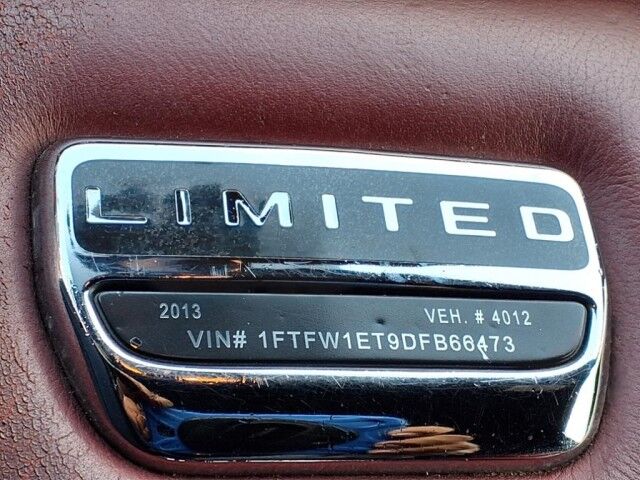 LIMITED
2013 VEH. # 4012
VIN# 1FTFW1ET9DFB66473